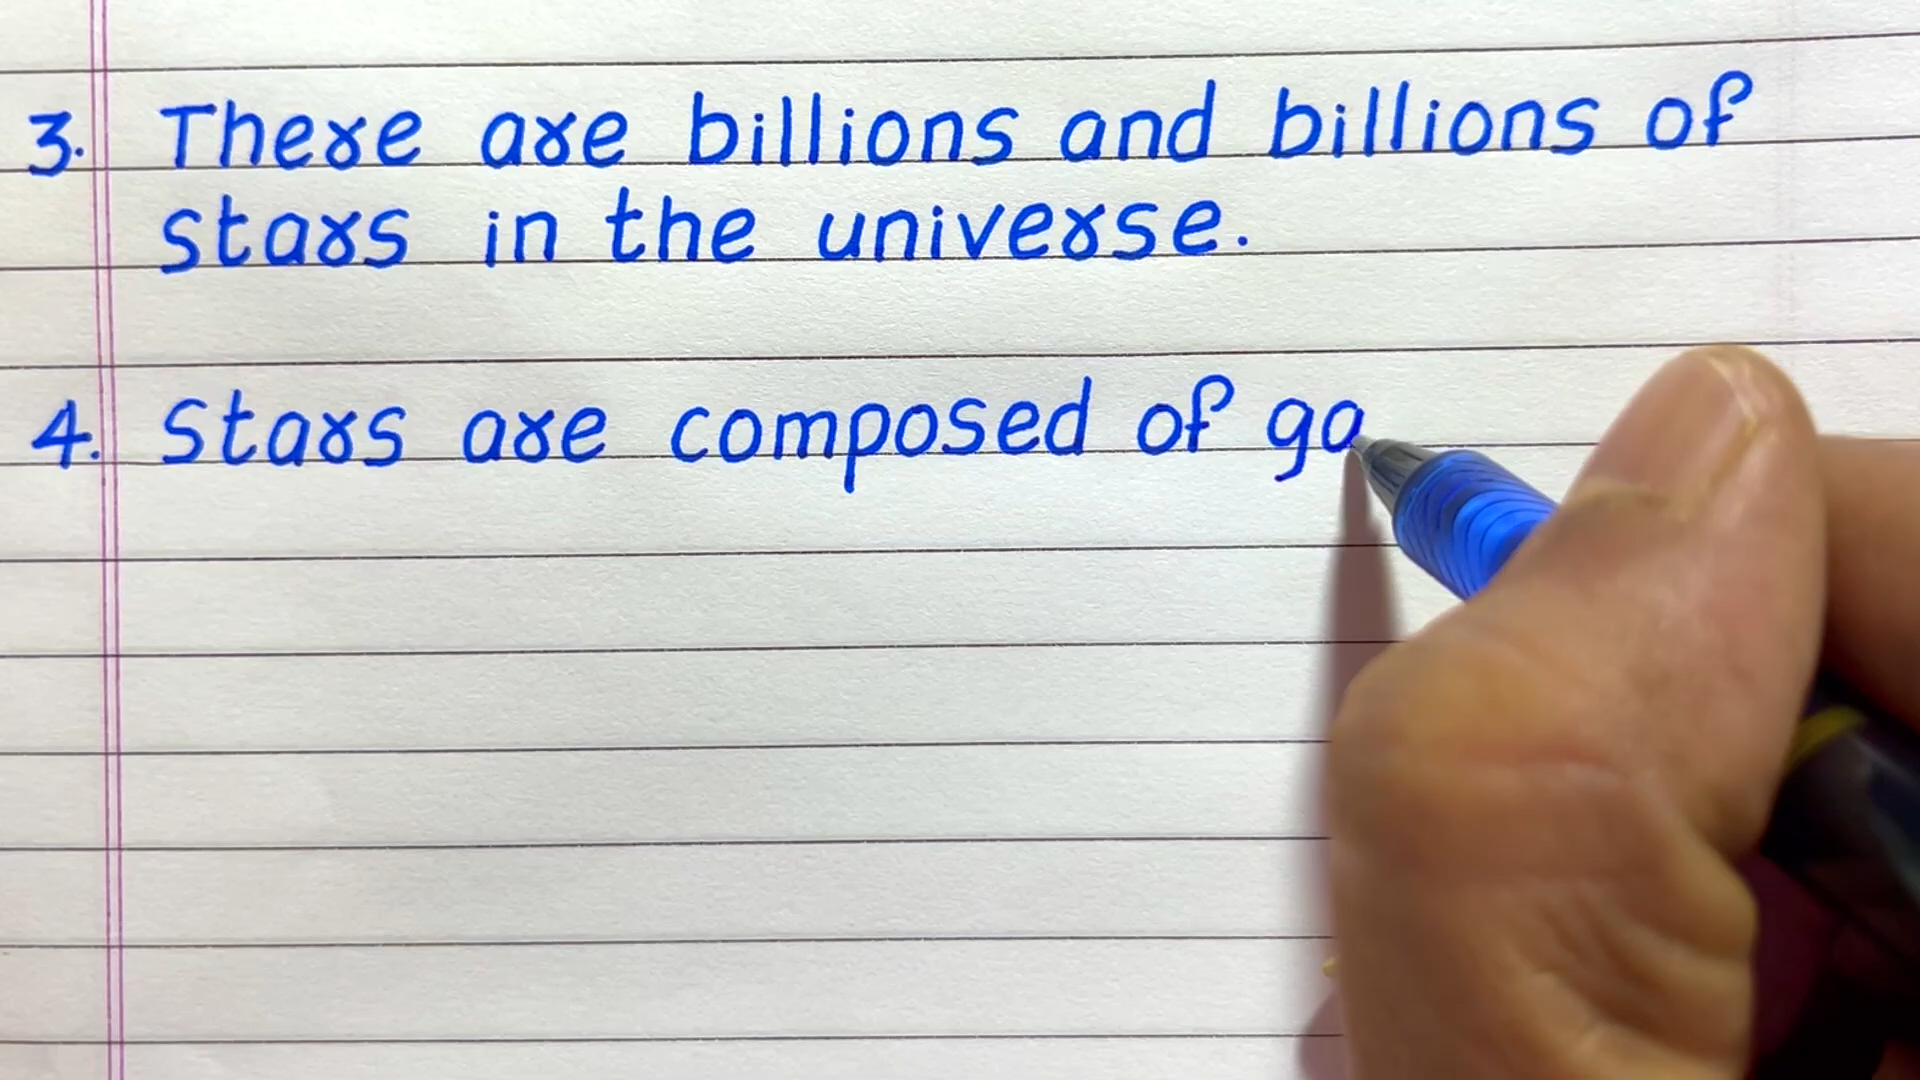 3. There are billions and billions of
stars in the universe.
4. Stars are composed of ga